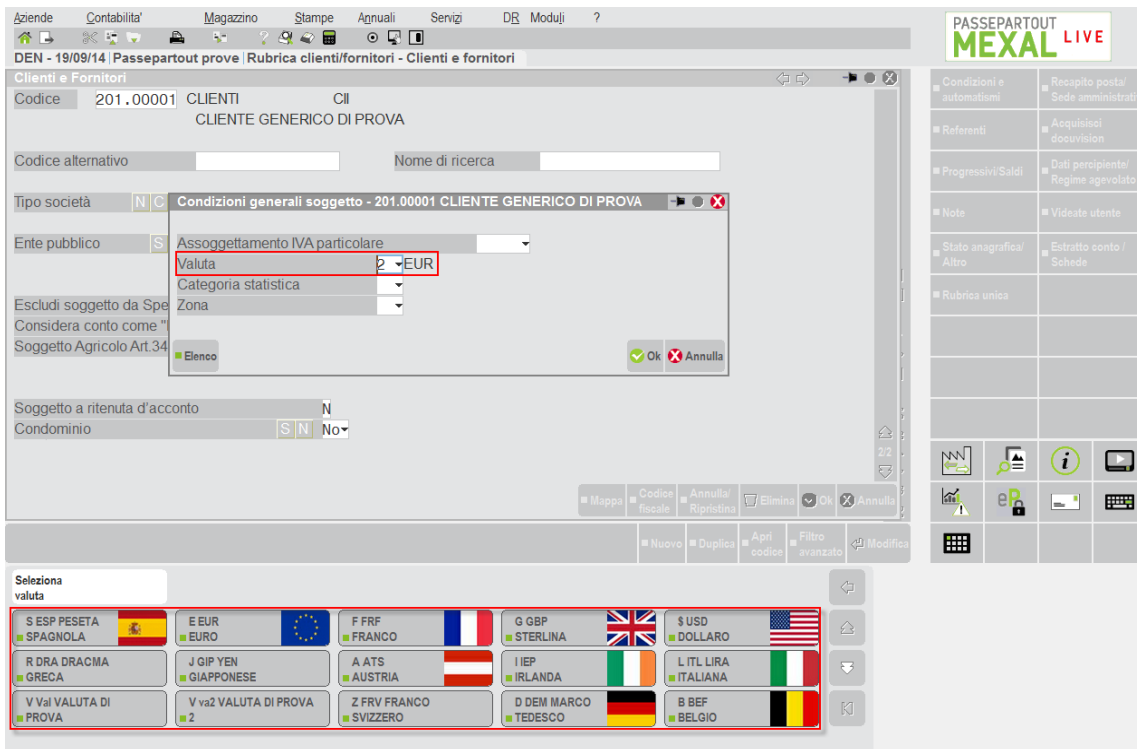 Aziende Contabilita' Magazzino Stampe Annuali Servizi DR Moduli ?
DEN - 19/09/14 Passepartout prove Rubrica clienti/fornitori - Clienti e fornitori
PASSEPARTOUT
MEXAL LIVE
Clienti e Fornitori
Codice 201.00001 CLIENTI CII
CLIENTE GENERICO DI PROVA
Codice alternativo Nome di ricerca
Tipo società N C
Condizioni generali soggetto - 201.00001 CLIENTE GENERICO DI PROVA
Ente pubblico S
Assoggettamento IVA particolare
Valuta 2 EUR
Categoria statistica
Zona
Elenco Ok Annulla
Escludi soggetto da Spe
Considera conto come "
Soggetto Agricolo Art.34
Soggetto a ritenuta d'acconto N
Condominio S N No
2/2
Mappa Codice fiscale Annulla/ Ripristina Elimina Ok Annulla
Nuovo Duplica Apri codice Filtro avanzato Modifica
Condizioni e automatismi
Recapito posta/ Sede amministrati
Referenti
Acquisisci docuvision
Progressivi/Saldi
Dati percipiente/ Regime agevolato
Note
Videate utente
Stato anagrafica/ Altro
Estratto conto / Schede
Rubrica unica
Seleziona
valuta
S ESP PESETA
SPAGNOLA
E EUR
EURO
F FRF
FRANCO
G GBP
STERLINA
$ USD
DOLLARO
R DRA DRACMA
GRECA
J GIP YEN
GIAPPONESE
A ATS
AUSTRIA
I IEP
IRLANDA
L ITL LIRA
ITALIANA
V Val VALUTA DI
PROVA
V va2 VALUTA DI PROVA
2
Z FRV FRANCO
SVIZZERO
D DEM MARCO
TEDESCO
B BEF
BELGIO